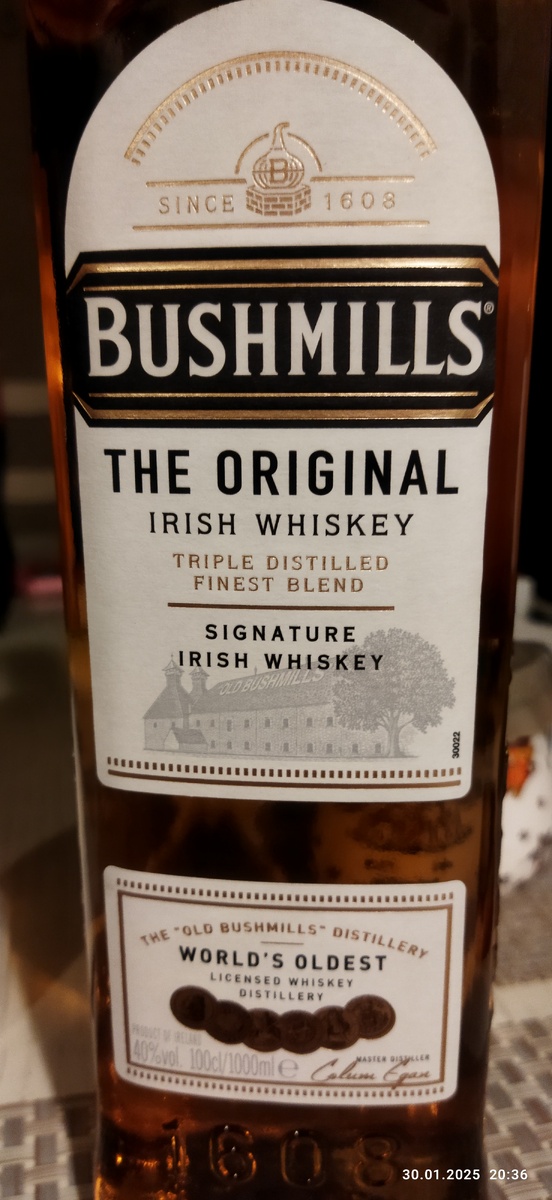 B
SINCE 1608
BUSHMILLS®
THE ORIGINAL
IRISH WHISKEY
TRIPLE DISTILLED
FINEST BLEND
SIGNATURE
IRISH WHISKEY
"OLD BUSHMILLS"
30022
THE "OLD BUSHMILLS" DISTILLERY
WORLD'S OLDEST
LICENSED WHISKEY
DISTILLERY
PRODUCT OF IRELAND
40%vol. 100cl/1000ml ℮
MASTER DISTILLER
Colum Egan
1608
30.01.2025 20:36